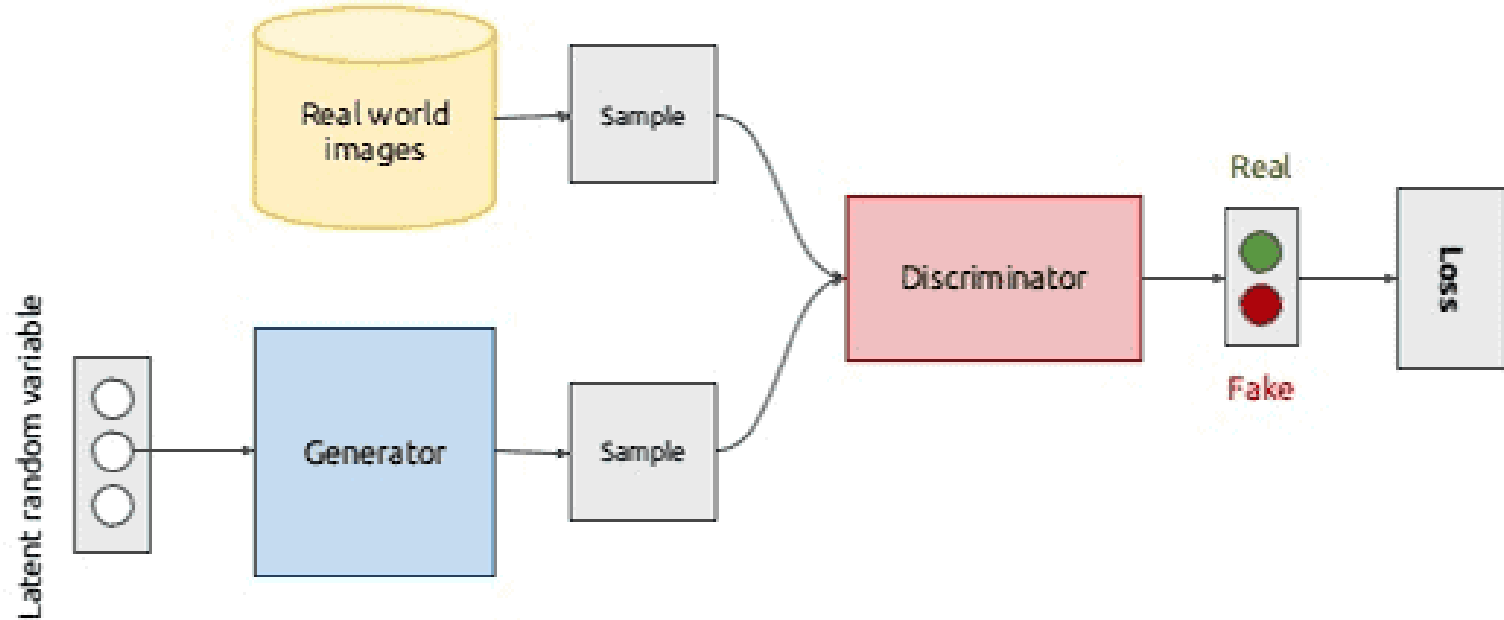 Real world
images
Sample
Real
Discriminator
Loss
Fake
Latent random variable
Generator
Sample